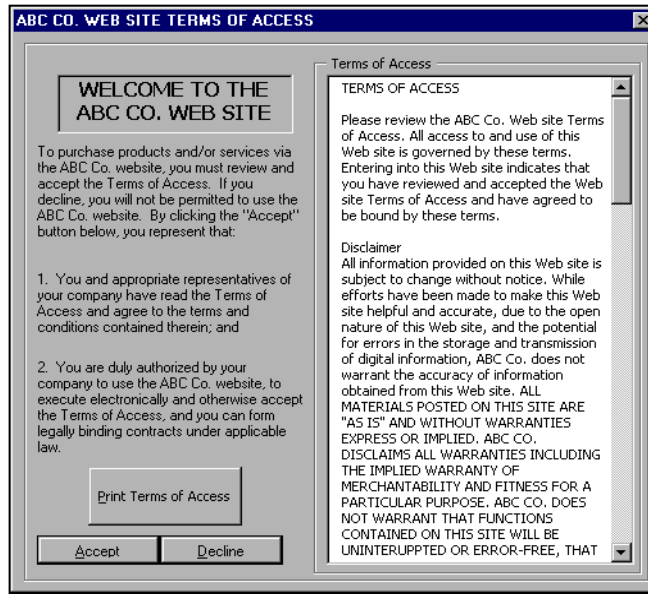 ABC CO. WEB SITE TERMS OF ACCESS
WELCOME TO THE
ABC CO. WEB SITE
To purchase products and/or services via
the ABC Co. website, you must review and
accept the Terms of Access.  If you
decline, you will not be permitted to use the
ABC Co. website.  By clicking the "Accept"
button below, you represent that:
1.  You and appropriate representatives of
your company have read the Terms of
Access and agree to the terms and
conditions contained therein; and
2.  You are duly authorized by your
company to use the ABC Co. website, to
execute electronically and otherwise accept
the Terms of Access, and you can form
legally binding contracts under applicable
law.
Print Terms of Access
Accept
Decline
Terms of Access
TERMS OF ACCESS
Please review the ABC Co. Web site Terms
of Access. All access to and use of this
Web site is governed by these terms.
Entering into this Web site indicates that
you have reviewed and accepted the Web
site Terms of Access and have agreed to
be bound by these terms.
Disclaimer
All information provided on this Web site is
subject to change without notice. While
efforts have been made to make this Web
site helpful and accurate, due to the open
nature of this Web site, and the potential
for errors in the storage and transmission
of digital information, ABC Co. does not
warrant the accuracy of information
obtained from this Web site. ALL
MATERIALS POSTED ON THIS SITE ARE
"AS IS" AND WITHOUT WARRANTIES
EXPRESS OR IMPLIED. ABC CO.
DISCLAIMS ALL WARRANTIES INCLUDING
THE IMPLIED WARRANTY OF
MERCHANTABILITY AND FITNESS FOR A
PARTICULAR PURPOSE. ABC CO. DOES
NOT WARRANT THAT FUNCTIONS
CONTAINED ON THIS SITE WILL BE
UNINTERUPPTED OR ERROR-FREE, THAT